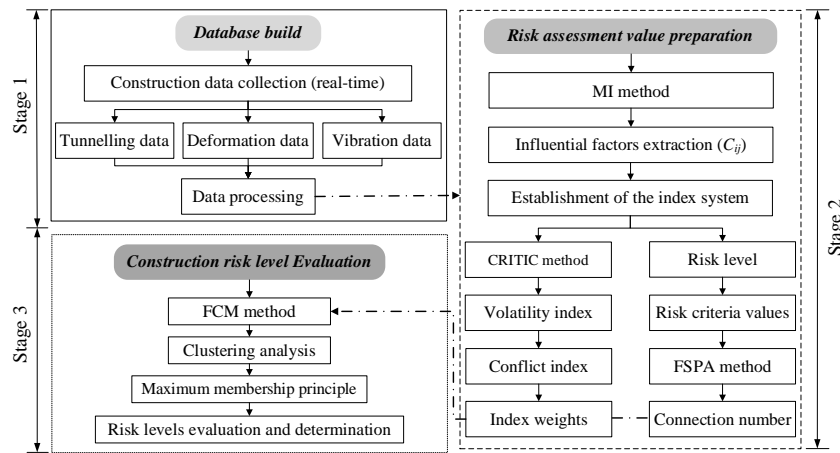 Stage 1
Database build
Construction data collection (real-time)
Tunnelling data
Deformation data
Vibration data
Data processing
Stage 2
Risk assessment value preparation
MI method
Influential factors extraction (Cij)
Establishment of the index system
CRITIC method
Risk level
Volatility index
Risk criteria values
Conflict index
FSPA method
Index weights
Connection number
Stage 3
Construction risk level Evaluation
FCM method
Clustering analysis
Maximum membership principle
Risk levels evaluation and determination